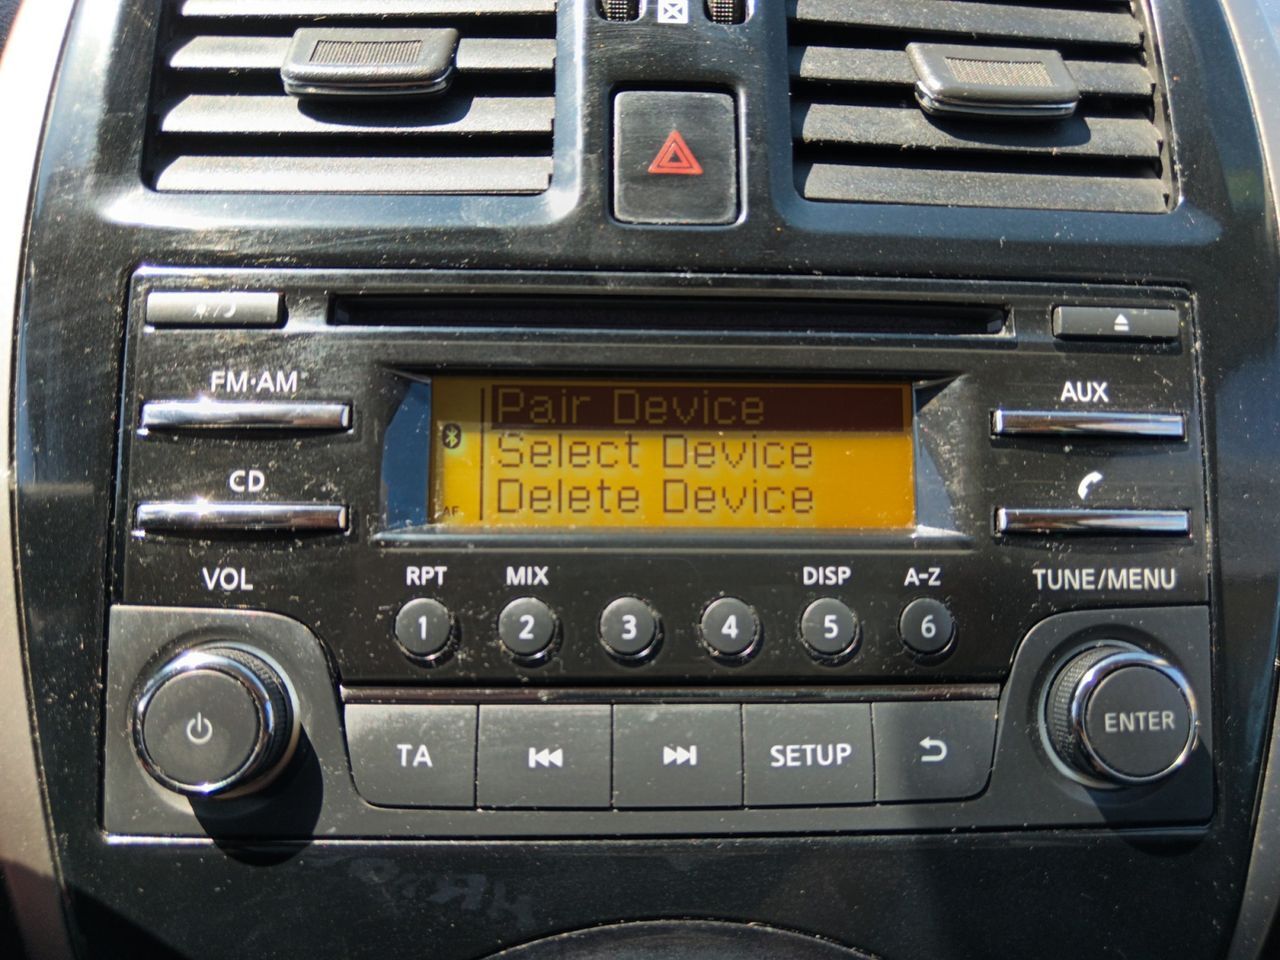 FM·AM
CD
VOL
Pair Device
Select Device
Delete Device
AF
AUX
TUNE/MENU
RPT MIX DISP A-Z
1 2 3 4 5 6
TA SETUP
ENTER